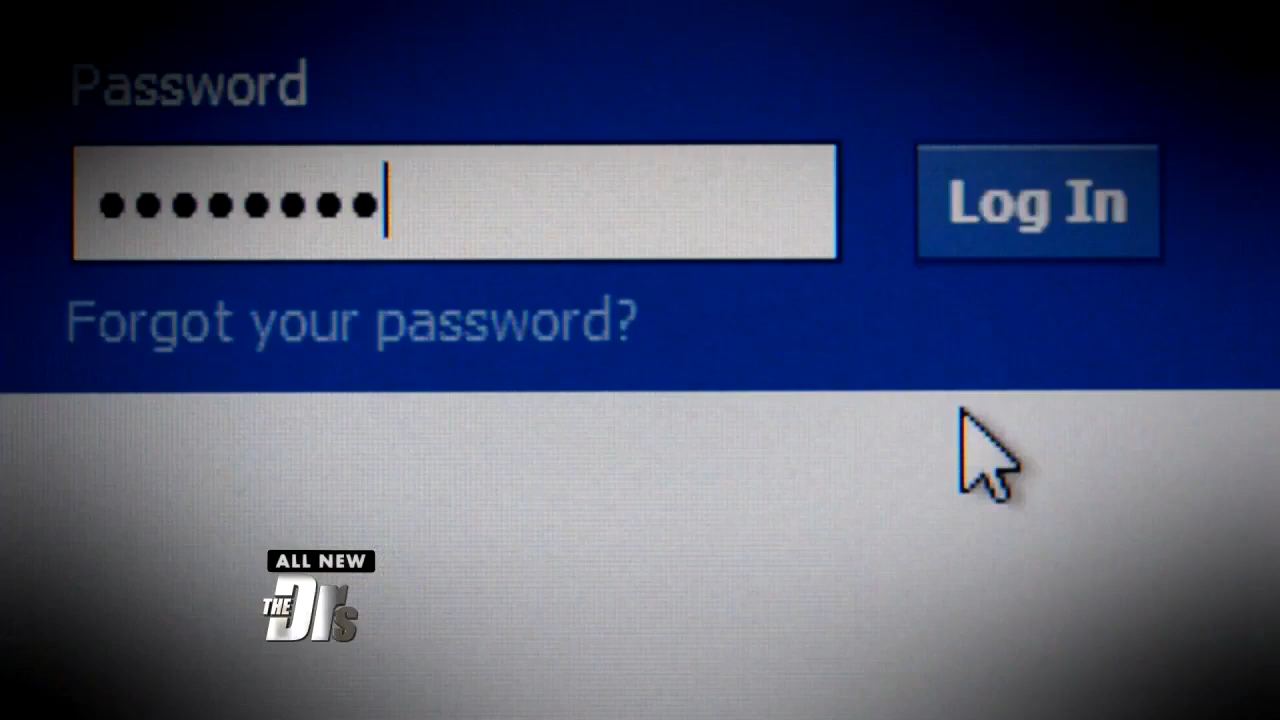 Password
••••••••
Log In
Forgot your password?
ALL NEW
THE Drs